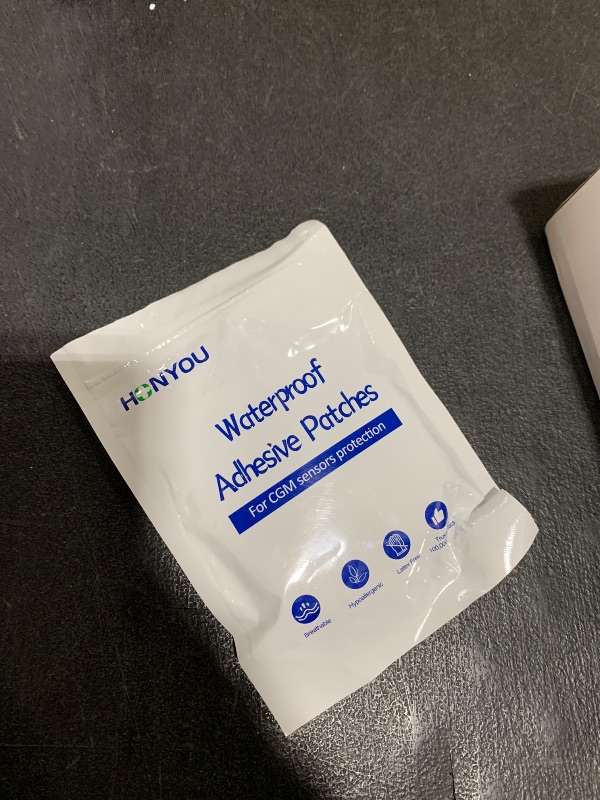 HONYOU
Waterproof
Adhesive Patches
For CGM sensors protection
Breathable
Hypoallergenic
Latex Free